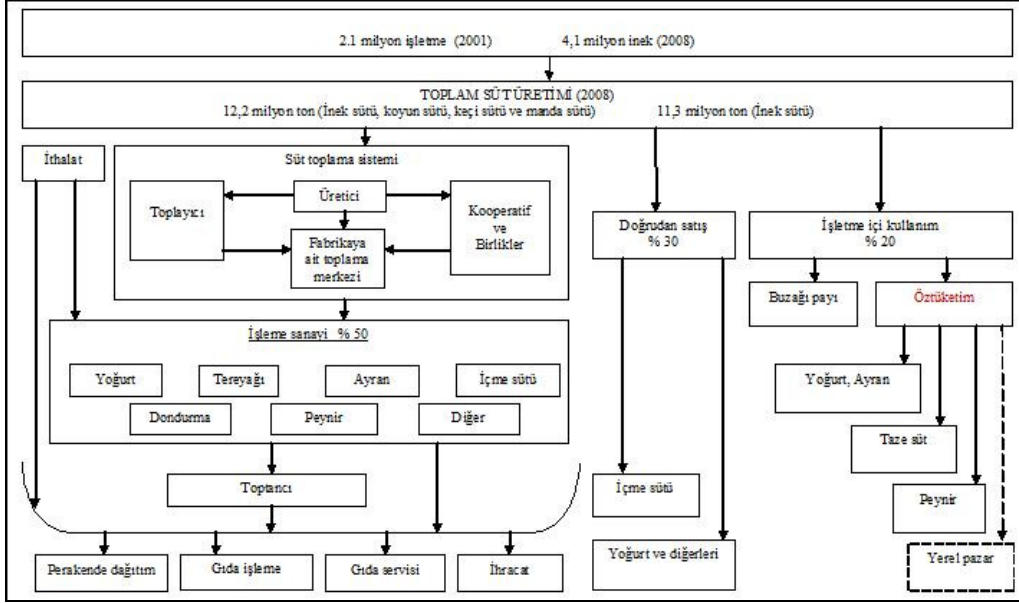 2.1 milyon işletme (2001) 4,1 milyon inek (2008)
TOPLAM SÜT ÜRETİMİ (2008)
12,2 milyon ton (İnek sütü, koyun sütü, keçi sütü ve manda sütü) 11,3 milyon ton (İnek sütü)
İthalat
Süt toplama sistemi
Toplayıcı
Üretici
Kooperatif
ve
Birlikler
Fabrikaya
ait toplama
merkezi
Doğrudan satış
% 30
İşletme içi kullanım
% 20
Buzağı payı
Öztüketim
İşleme sanayi % 50
Yoğurt
Tereyağı
Ayran
İçme sütü
Dondurma
Peynir
Diğer
Yoğurt, Ayran
Taze süt
Peynir
Yerel pazar
Toptancı
İçme sütü
Yoğurt ve diğerleri
Perakende dağıtım
Gıda işleme
Gıda servisi
İhracat